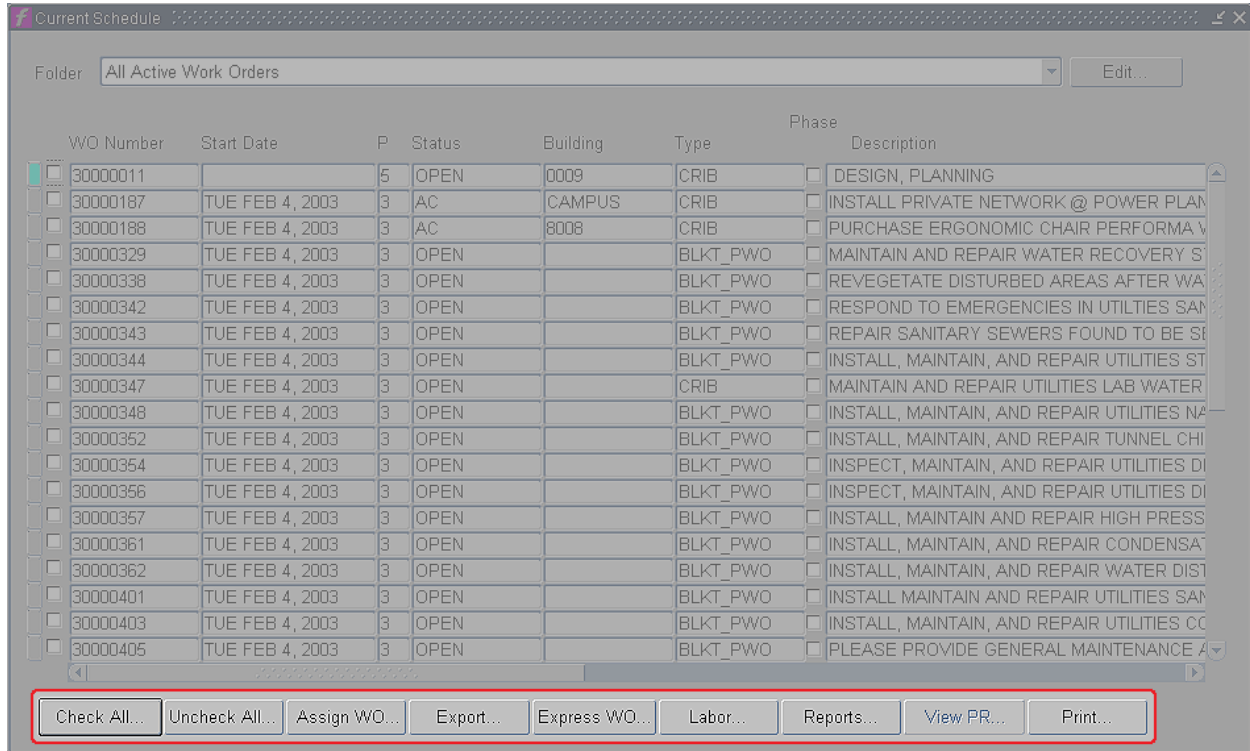 f Current Schedule
Folder All Active Work Orders Edit...
Phase
WO Number Start Date P Status Building Type Description
30000011 5 OPEN 0009 CRIB DESIGN, PLANNING
30000187 TUE FEB 4, 2003 3 AC CAMPUS CRIB INSTALL PRIVATE NETWORK @ POWER PLAN
30000188 TUE FEB 4, 2003 3 AC 8008 CRIB PURCHASE ERGONOMIC CHAIR PERFORMA
30000329 TUE FEB 4, 2003 3 OPEN BLKT_PWO MAINTAIN AND REPAIR WATER RECOVERY S
30000338 TUE FEB 4, 2003 3 OPEN BLKT_PWO REVEGETATE DISTURBED AREAS AFTER WA
30000342 TUE FEB 4, 2003 3 OPEN BLKT_PWO RESPOND TO EMERGENCIES IN UTILTIES SAN
30000343 TUE FEB 4, 2003 3 OPEN BLKT_PWO REPAIR SANITARY SEWERS FOUND TO BE SE
30000344 TUE FEB 4, 2003 3 OPEN BLKT_PWO INSTALL, MAINTAIN, AND REPAIR UTILITIES ST
30000347 TUE FEB 4, 2003 3 OPEN CRIB MAINTAIN AND REPAIR UTILITIES LAB WATER
30000348 TUE FEB 4, 2003 3 OPEN BLKT_PWO INSTALL, MAINTAIN, AND REPAIR UTILITIES NA
30000352 TUE FEB 4, 2003 3 OPEN BLKT_PWO INSTALL, MAINTAIN, AND REPAIR TUNNEL CHI
30000354 TUE FEB 4, 2003 3 OPEN BLKT_PWO INSPECT, MAINTAIN, AND REPAIR UTILITIES DI
30000356 TUE FEB 4, 2003 3 OPEN BLKT_PWO INSPECT, MAINTAIN, AND REPAIR UTILITIES DI
30000357 TUE FEB 4, 2003 3 OPEN BLKT_PWO INSTALL, MAINTAIN AND REPAIR HIGH PRESS
30000361 TUE FEB 4, 2003 3 OPEN BLKT_PWO INSTALL, MAINTAIN, AND REPAIR CONDENSA
30000362 TUE FEB 4, 2003 3 OPEN BLKT_PWO INSTALL, MAINTAIN, AND REPAIR WATER DIST
30000401 TUE FEB 4, 2003 3 OPEN BLKT_PWO INSTALL MAINTAIN AND REPAIR UTILITIES SAN
30000403 TUE FEB 4, 2003 3 OPEN BLKT_PWO INSTALL, MAINTAIN, AND REPAIR UTILITIES CO
30000405 TUE FEB 4, 2003 3 OPEN BLKT_PWO PLEASE PROVIDE GENERAL MAINTENANCE A
Check All... Uncheck All... Assign WO... Export... Express WO... Labor... Reports... View PR... Print...